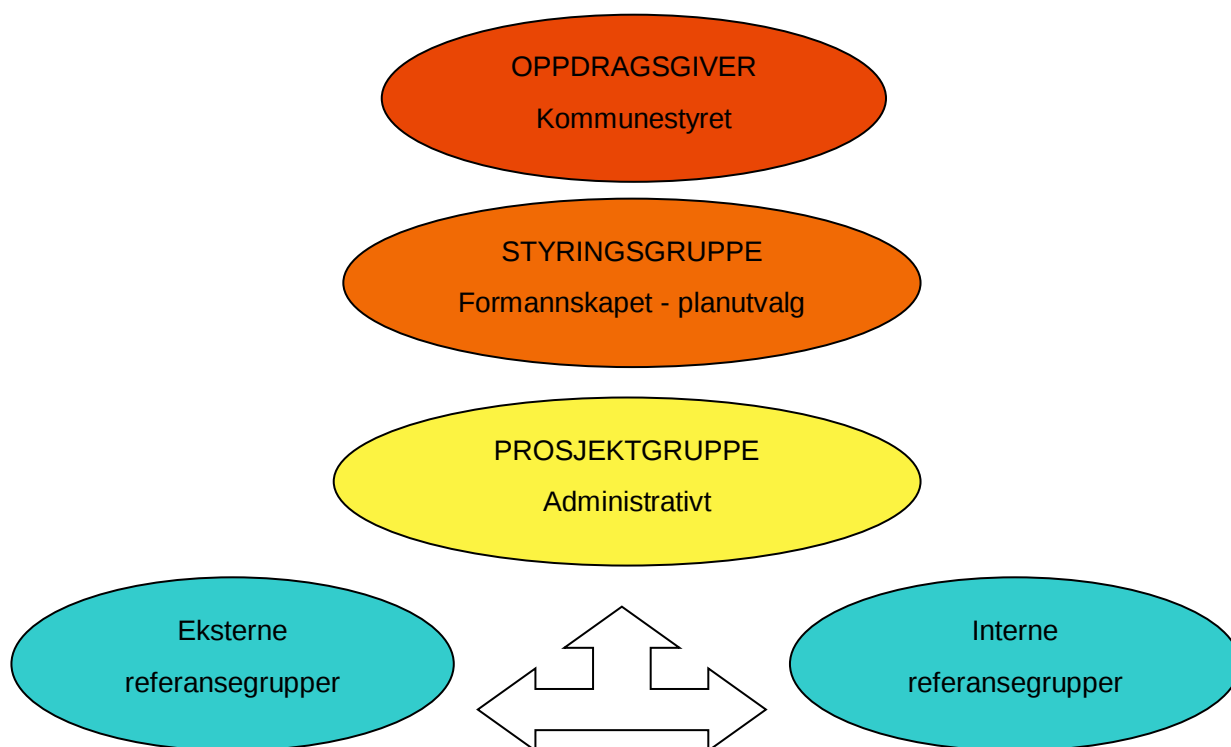 OPPDRAGSGIVER
Kommunestyret
STYRINGSGRUPPE
Formannskapet - planutvalg
PROSJEKTGRUPPE
Administrativt
Eksterne
referansegrupper
Interne
referansegrupper